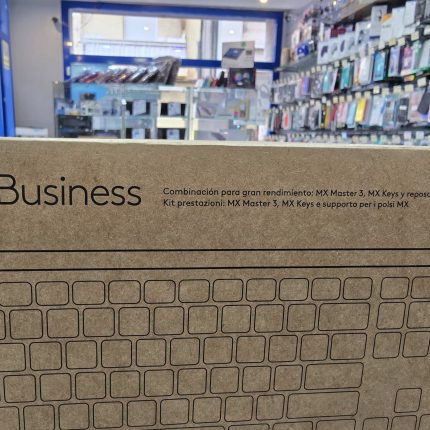 Business
Combinación para gran rendimiento: MX Master 3, MX Keys y reposa
Kit prestazioni: MX Master 3, MX Keys e supporto per i polsi MX